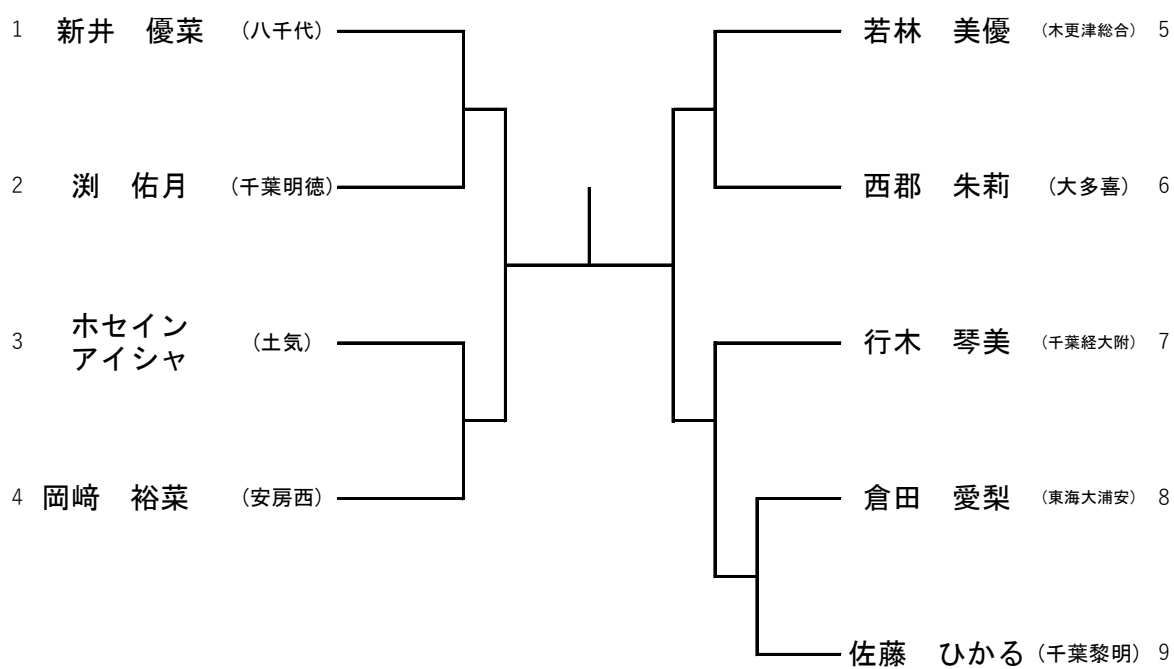 1 新井　優菜 （八千代）
2 渕　佑月 （千葉明徳）
3 ホセイン
アイシャ （土気）
4 岡﨑　裕菜 （安房西）
若林　美優 （木更津総合） 5
西郡　朱莉 （大多喜） 6
行木　琴美 （千葉経大附） 7
倉田　愛梨 （東海大浦安） 8
佐藤　ひかる （千葉黎明） 9